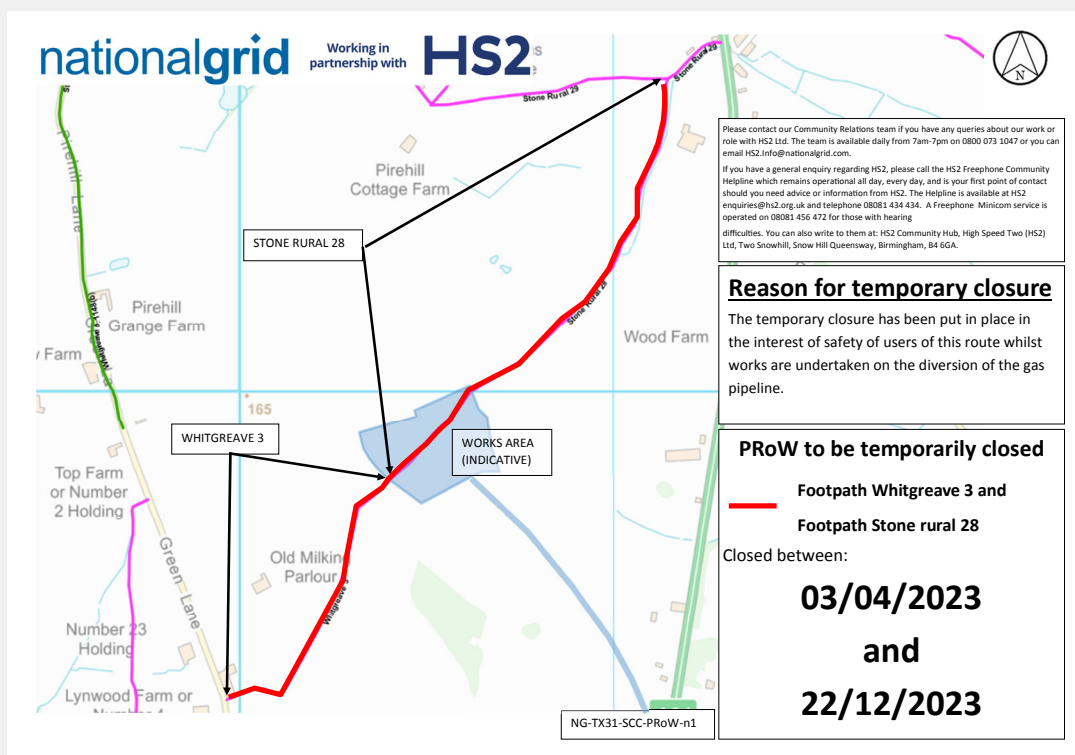 nationalgrid
Working in
partnership with
HS2
N
Stone Rural 29
Stone Rural 29
Pirehill Lane
Pirehill
Cottage Farm
Please contact our Community Relations team if you have any queries about our work or
role with HS2 Ltd. The team is available daily from 7am-7pm on 0800 073 1047 or you can
email HS2.Info@nationalgrid.com.
If you have a general enquiry regarding HS2, please call the HS2 Freephone Community
Helpline which remains operational all day, every day, and is your first point of contact
should you need advice or information from HS2. The Helpline is available at HS2
enquiries@hs2.org.uk and telephone 08081 434 434. A Freephone Minicom service is
operated on 08081 456 472 for those with hearing
difficulties. You can also write to them at: HS2 Community Hub, High Speed Two (HS2)
Ltd, Two Snowhill, Snow Hill Queensway, Birmingham, B4 6GA.
STONE RURAL 28
Reason for temporary closure
The temporary closure has been put in place in
the interest of safety of users of this route whilst
works are undertaken on the diversion of the gas
pipeline.
Pirehill
Grange Farm
Stone Rural 28
Wood Farm
Farm
165
WHITGREAVE 3
WORKS AREA
(INDICATIVE)
PRoW to be temporarily closed
Footpath Whitgreave 3 and
Footpath Stone rural 28
Closed between:
03/04/2023
and
22/12/2023
Top Farm
or Number
2 Holding
Green Lane
Old Milking
Parlour
Whitgreave 3
Number 23
Holding
Lynwood Farm or
NG-TX31-SCC-PRoW-n1